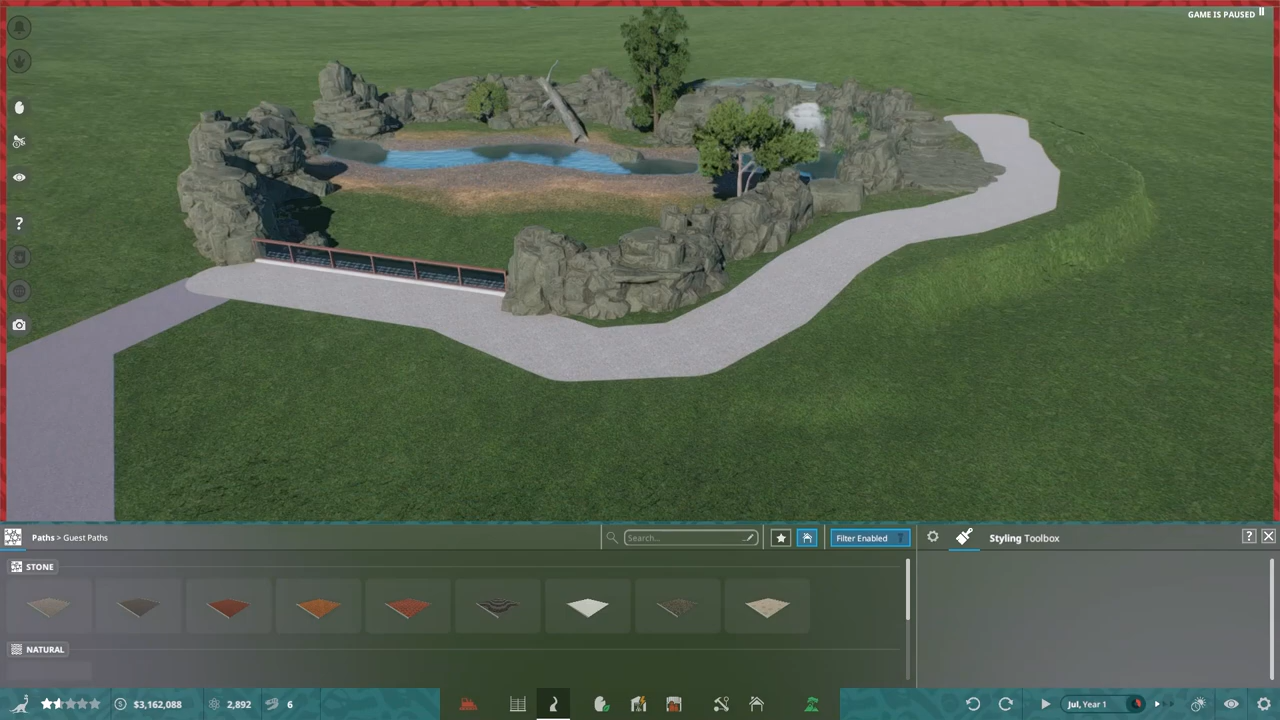 GAME IS PAUSED
?
Paths > Guest Paths
Search...
Filter Enabled
Styling Toolbox
?
STONE
NATURAL
$3,162,088
2,892
6
Jul, Year 1